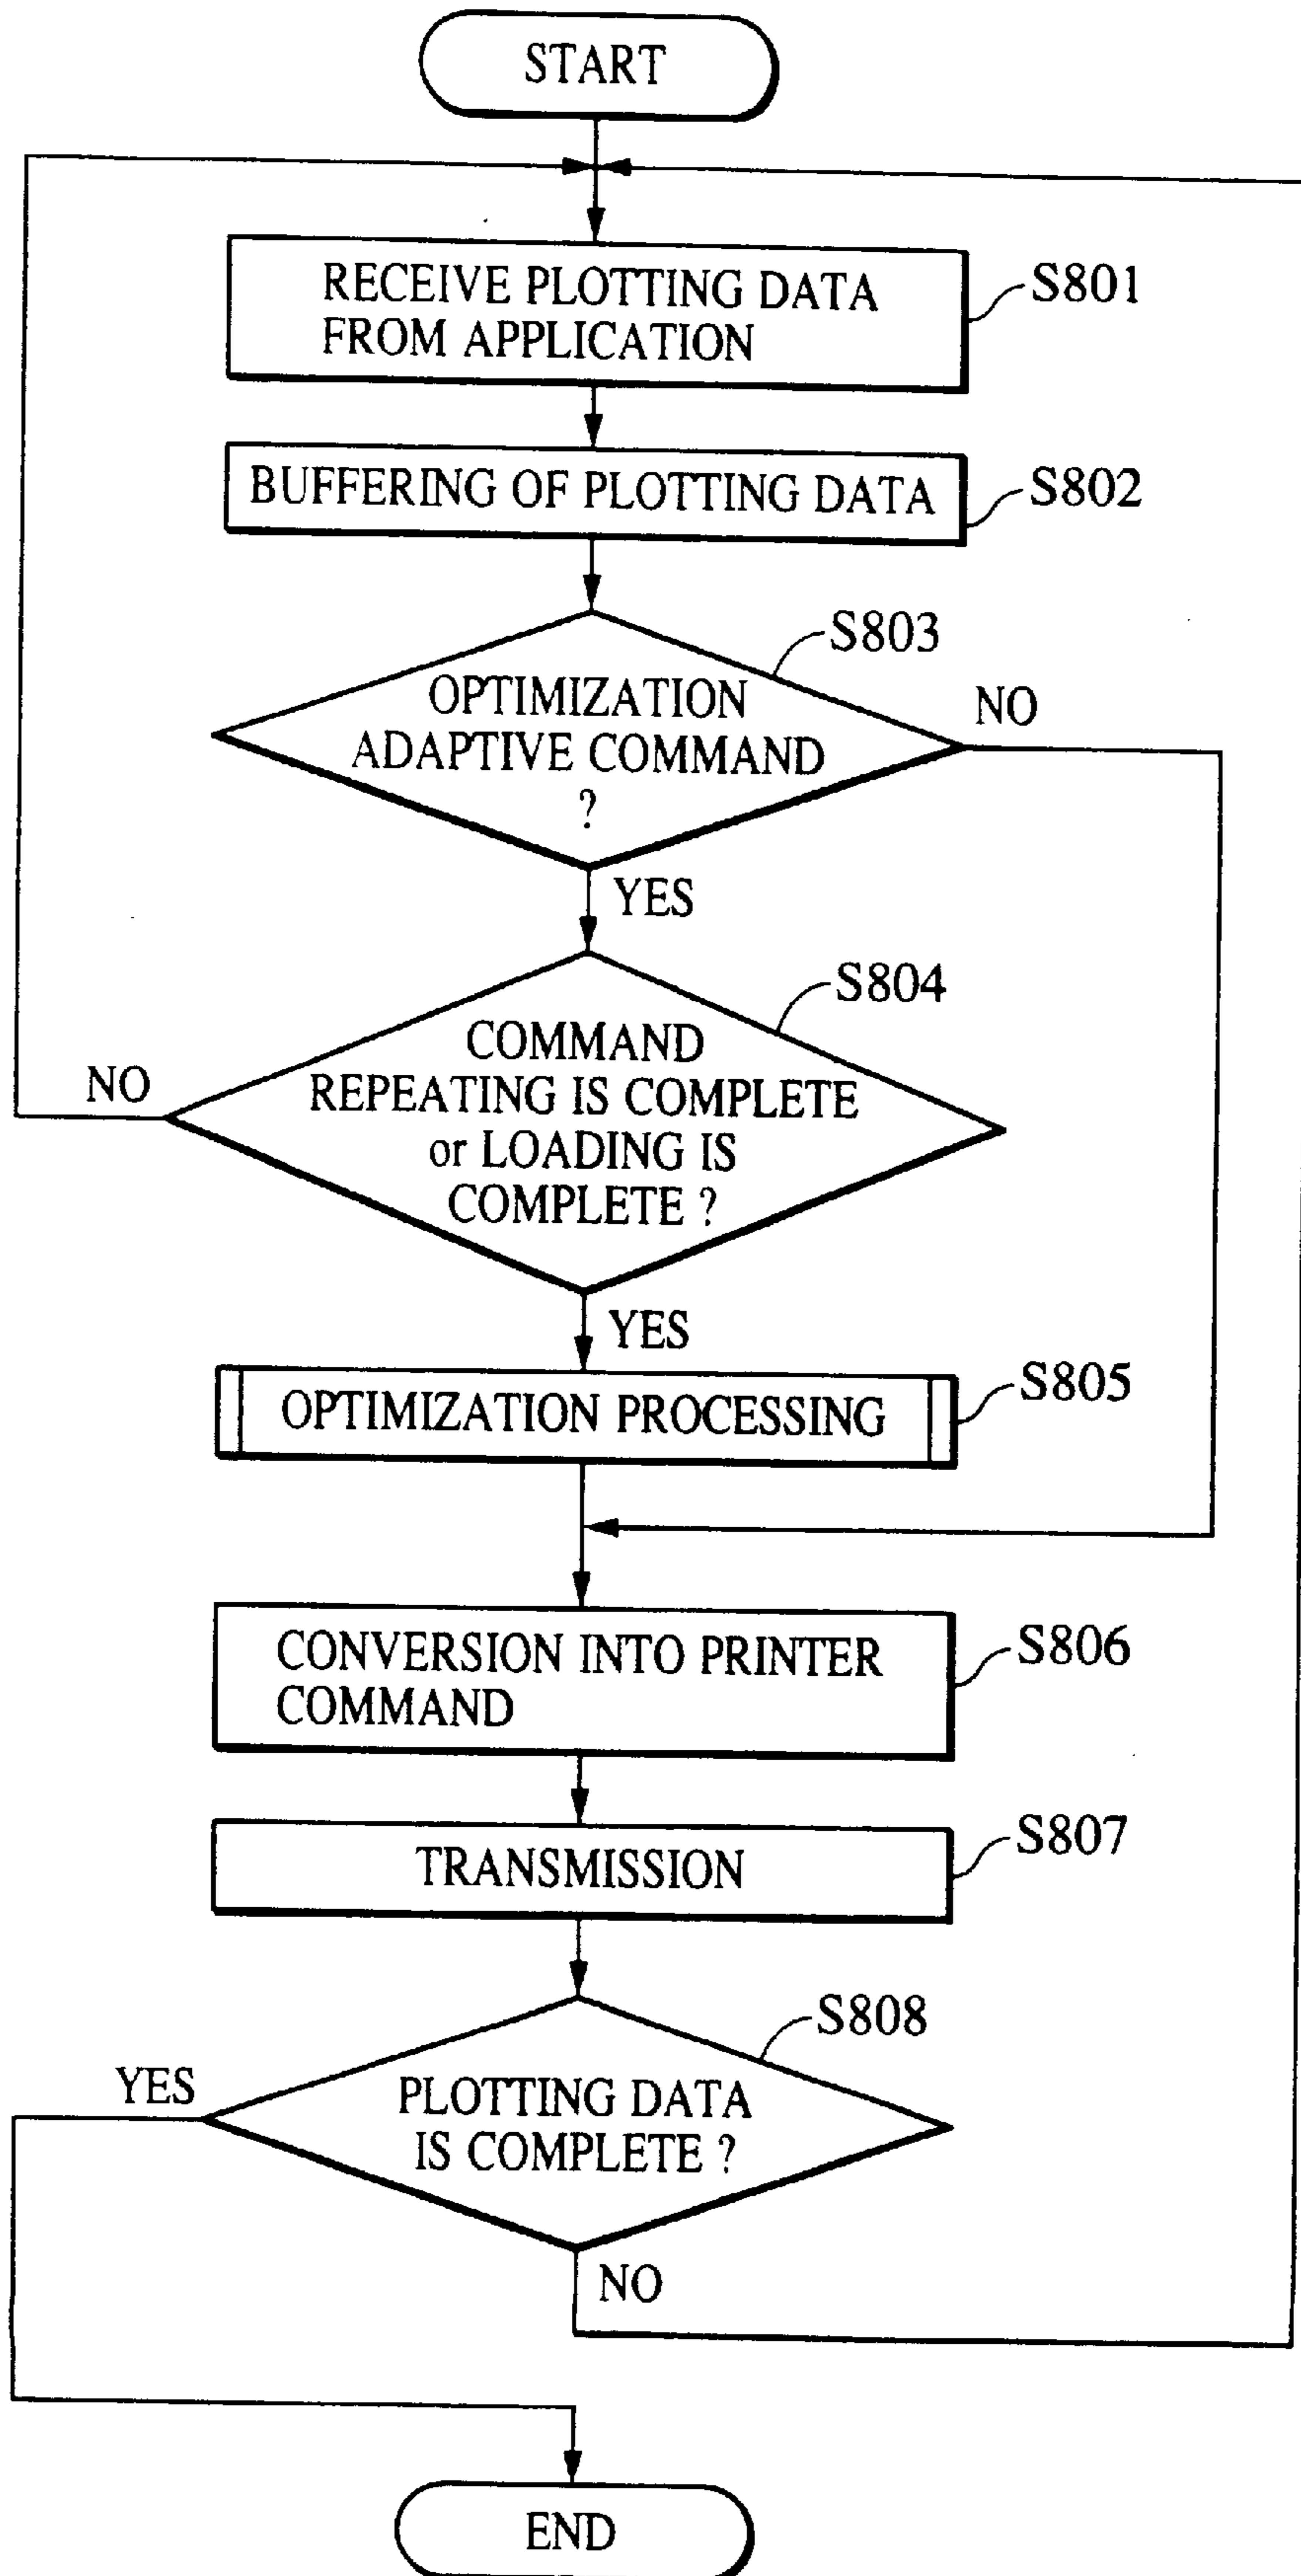 START
RECEIVE PLOTTING DATA
FROM APPLICATION
S801
BUFFERING OF PLOTTING DATA
S802
S803
OPTIMIZATION
ADAPTIVE COMMAND
?
NO
YES
S804
COMMAND
REPEATING IS COMPLETE
or LOADING IS
COMPLETE ?
NO
YES
OPTIMIZATION PROCESSING
S805
CONVERSION INTO PRINTER
COMMAND
S806
TRANSMISSION
S807
S808
PLOTTING DATA
IS COMPLETE ?
YES
NO
END